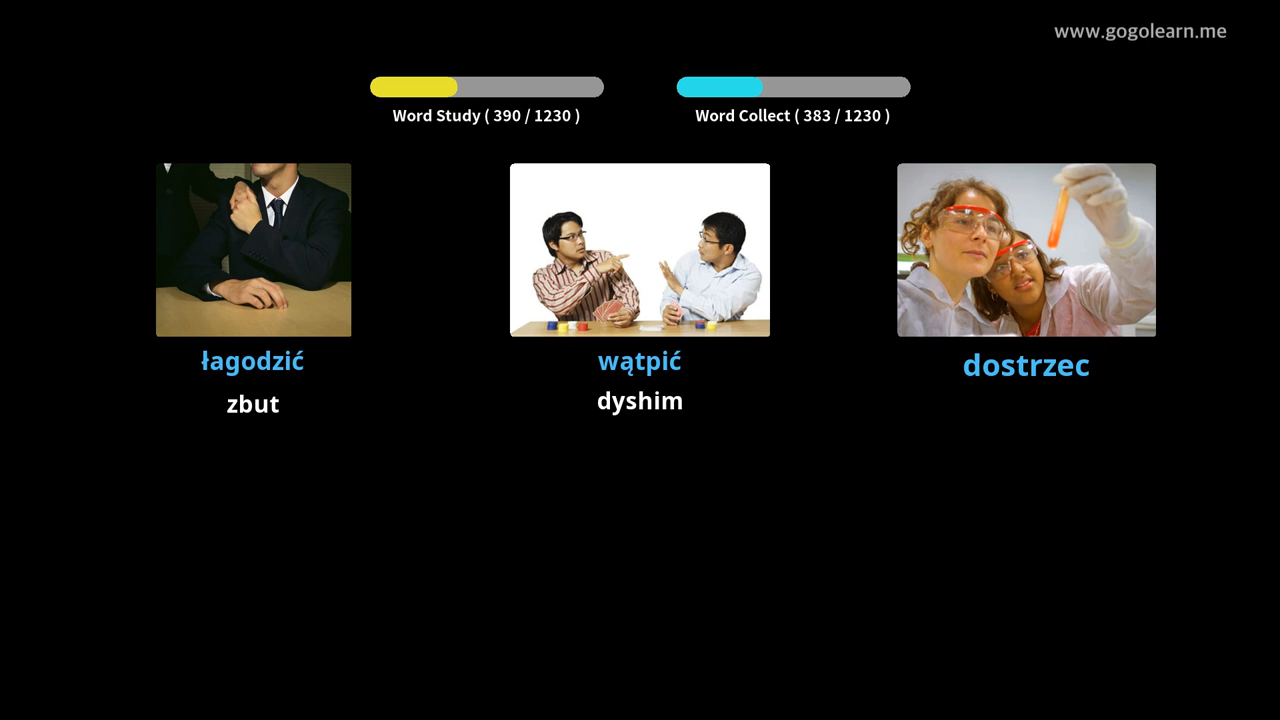 www.gogolearn.me
Word Study ( 390 / 1230 )
Word Collect ( 383 / 1230 )
łagodzić
zbut
wątpić
dyshim
dostrzec